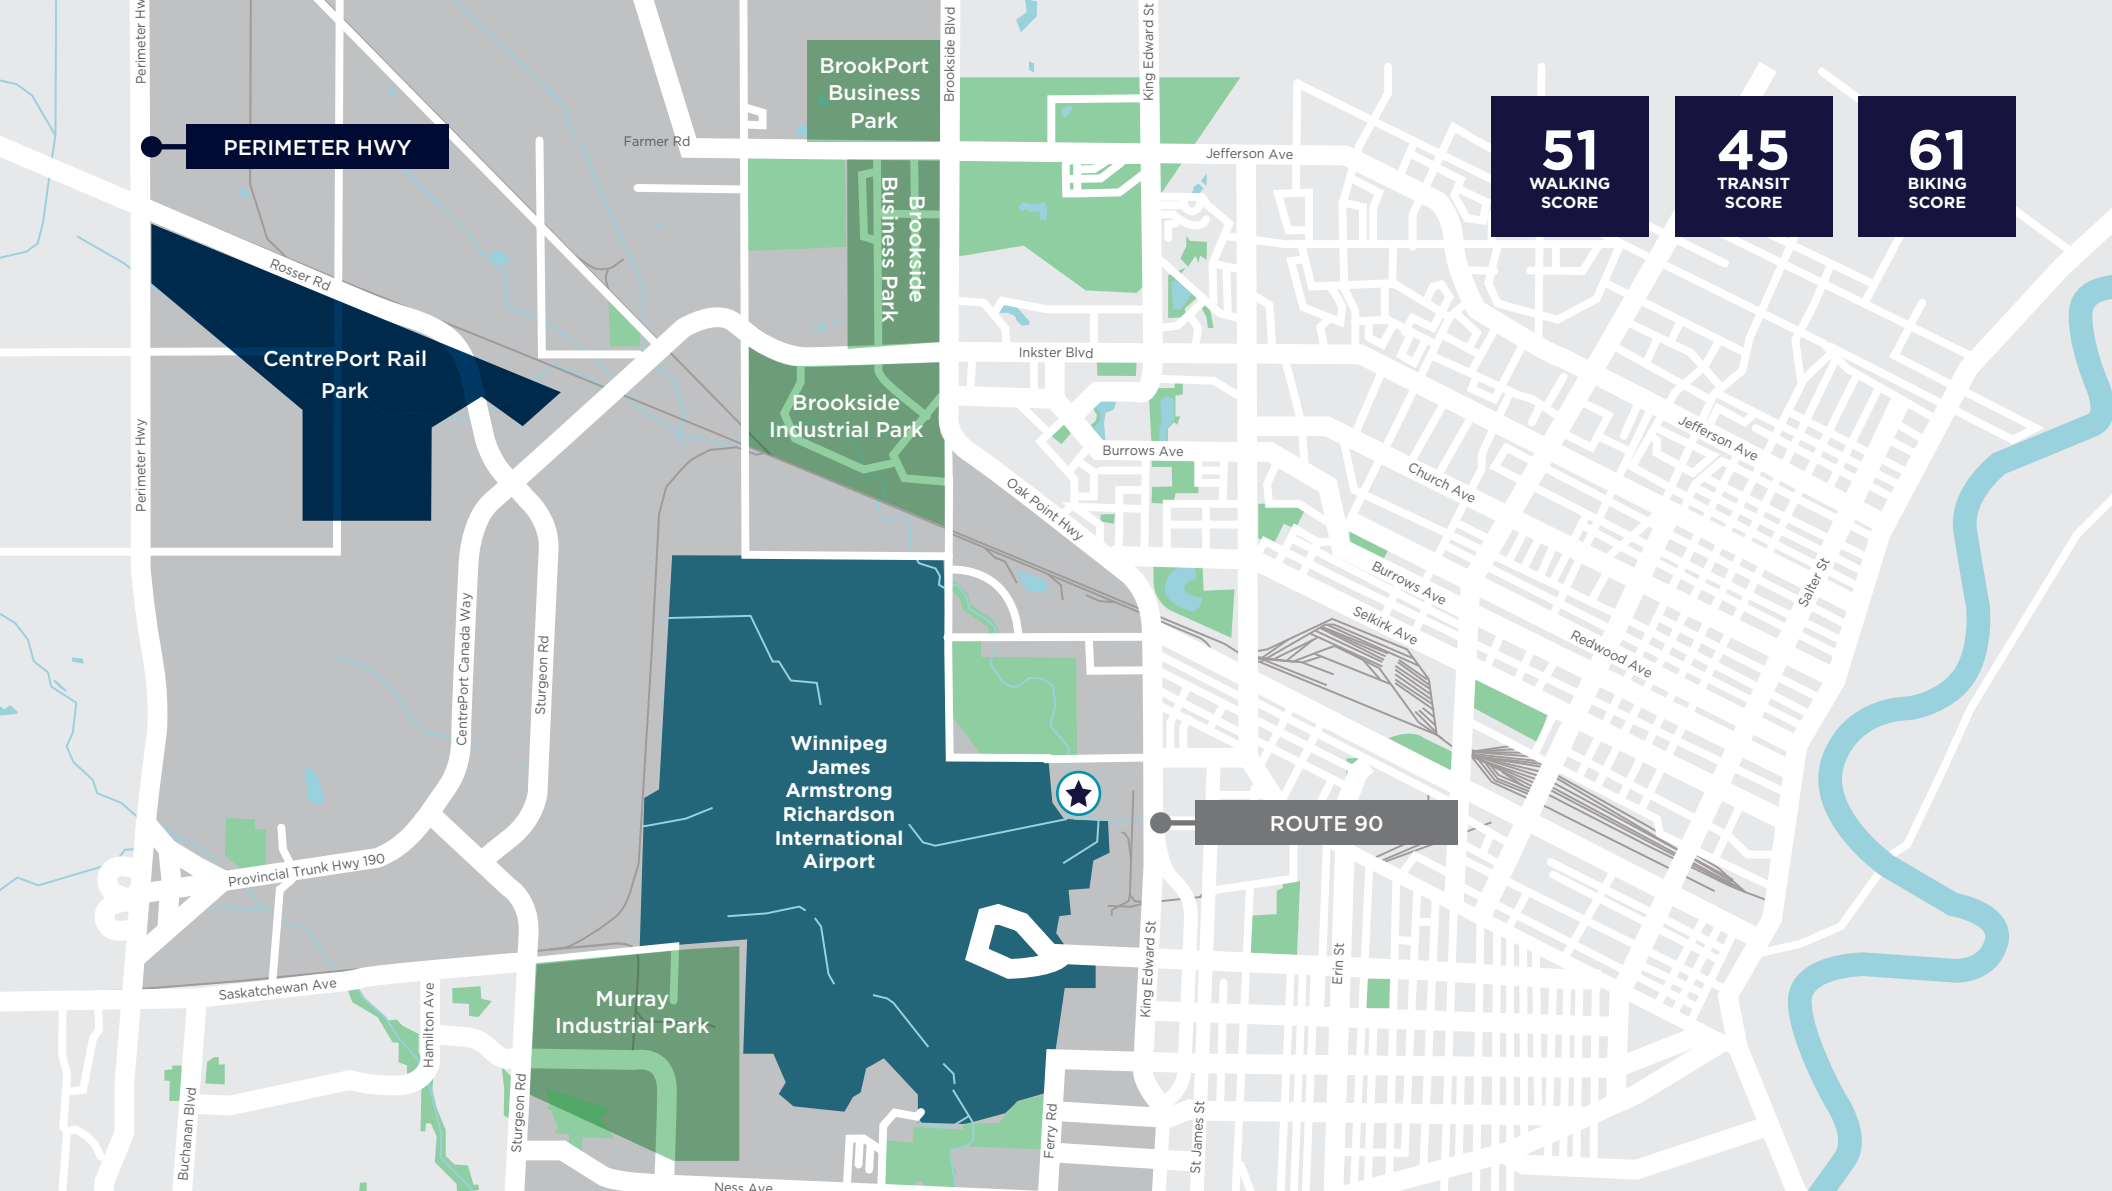 Perimeter Hwy
Brookside Blvd
King Edward St
BrookPort
Business
Park
51
WALKING
SCORE
45
TRANSIT
SCORE
61
BIKING
SCORE
PERIMETER HWY
Farmer Rd
Jefferson Ave
Brookside
Business Park
Rosser Rd
CentrePort Rail
Park
Inkster Blvd
Brookside
Industrial Park
Perimeter Hwy
Burrows Ave
Oak Point Hwy
Church Ave
Jefferson Ave
Burrows Ave
Selkirk Ave
Redwood Ave
Salter St
CentrePort Canada Way
Sturgeon Rd
Winnipeg
James
Armstrong
Richardson
International
Airport
ROUTE 90
Provincial Trunk Hwy 190
Saskatchewan Ave
Hamilton Ave
Murray
Industrial Park
King Edward St
Erin St
Buchanan Blvd
Sturgeon Rd
Ferry Rd
St James St
Ness Ave